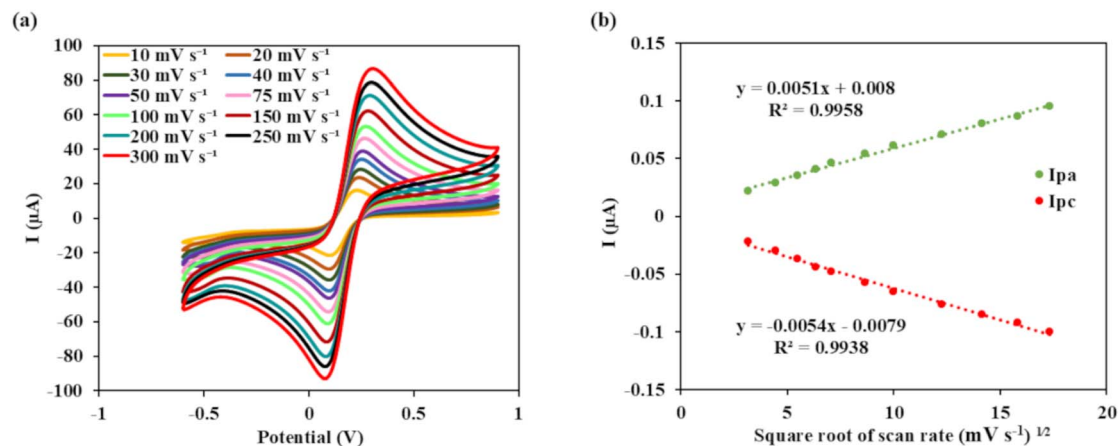 (a)
100
80
60
40
20
0
-20
-40
-60
-80
-100
I (µA)
10 mV s⁻¹ 20 mV s⁻¹
30 mV s⁻¹ 40 mV s⁻¹
50 mV s⁻¹ 75 mV s⁻¹
100 mV s⁻¹ 150 mV s⁻¹
200 mV s⁻¹ 250 mV s⁻¹
300 mV s⁻¹
-1 -0.5 0 0.5 1
Potential (V)
(b)
0.15
0.1
0.05
0
-0.05
-0.1
-0.15
I (µA)
y = 0.0051x + 0.008
R² = 0.9958
Ipa
Ipc
y = -0.0054x - 0.0079
R² = 0.9938
0 5 10 15 20
Square root of scan rate (mV s⁻¹) ¹/²